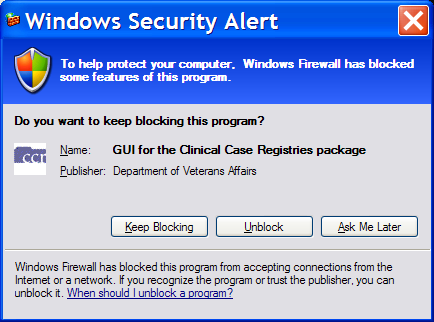 Windows Security Alert
To help protect your computer, Windows Firewall has blocked
some features of this program.
Do you want to keep blocking this program?
CCR
Name: GUI for the Clinical Case Registries package
Publisher: Department of Veterans Affairs
Keep Blocking Unblock Ask Me Later
Windows Firewall has blocked this program from accepting connections from the
Internet or a network. If you recognize the program or trust the publisher, you can
unblock it. When should I unblock a program?